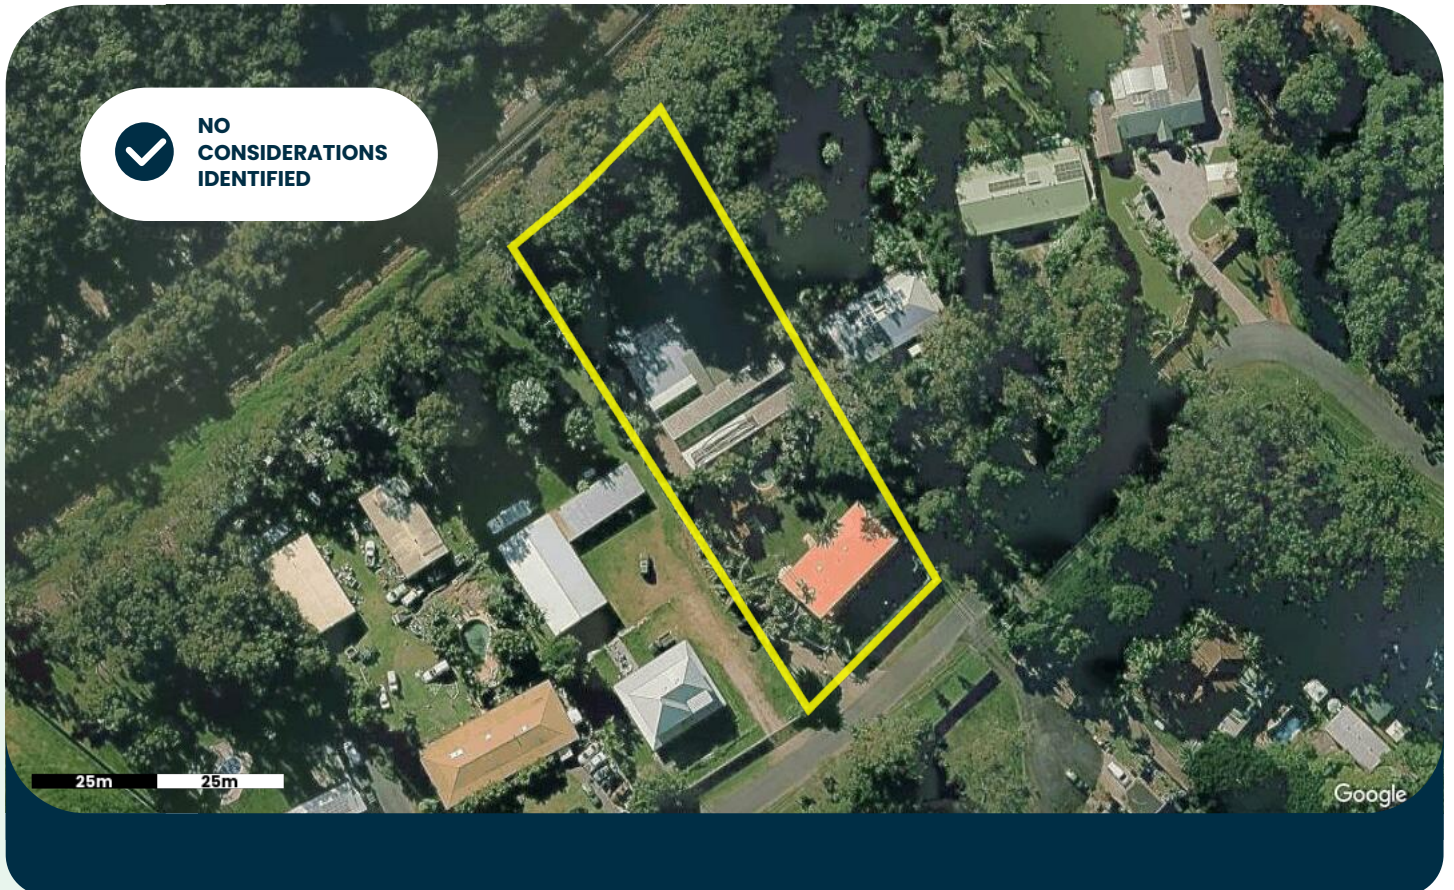 NO
CONSIDERATIONS
IDENTIFIED
25m 25m
Google